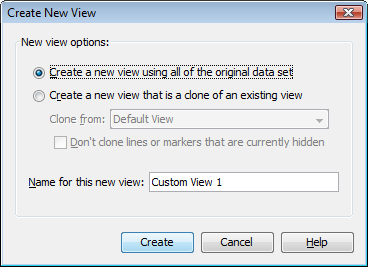 Create New View
New view options:
Create a new view using all of the original data set
Create a new view that is a clone of an existing view
Clone from: Default View
Don't clone lines or markers that are currently hidden
Name for this new view: Custom View 1
Create Cancel Help